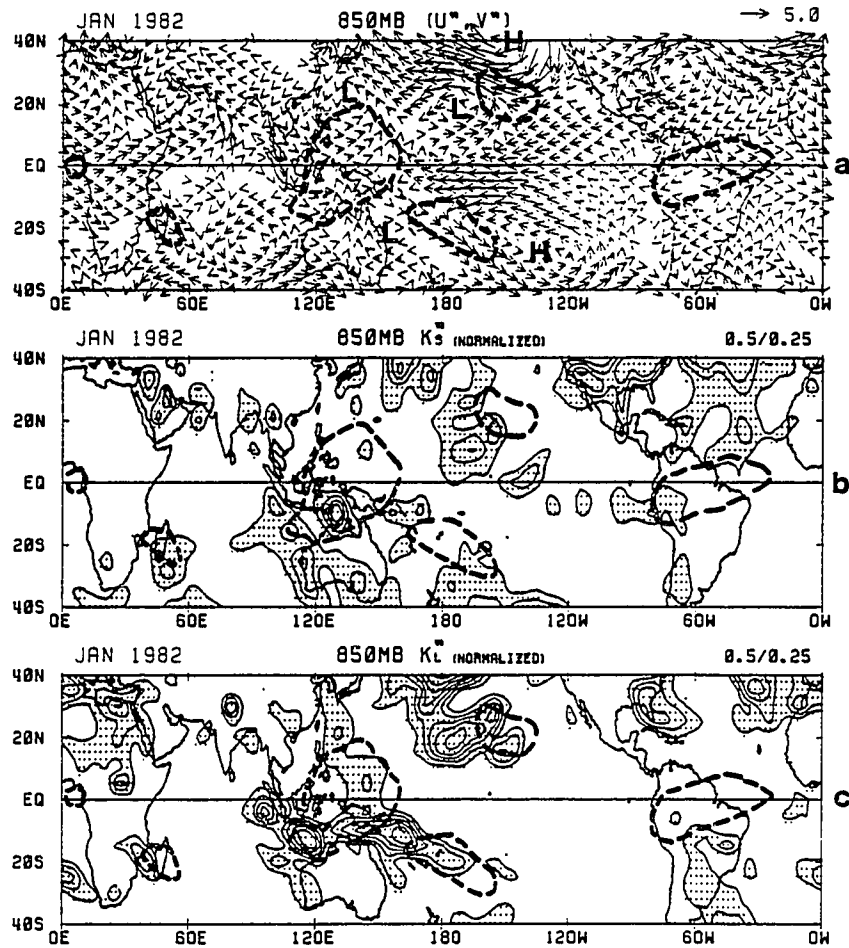 JAN 1982 850MB (U", V") → 5.0
40N
20N
EQ
20S
40S
H
L
L
L
H
a
0E 60E 120E 180 120W 60W 0W
JAN 1982 850MB K"S (NORMALIZED) 0.5/0.25
40N
20N
EQ
20S
40S
b
0E 60E 120E 180 120W 60W 0W
JAN 1982 850MB K"L (NORMALIZED) 0.5/0.25
40N
20N
EQ
20S
40S
c
0E 60E 120E 180 120W 60W 0W